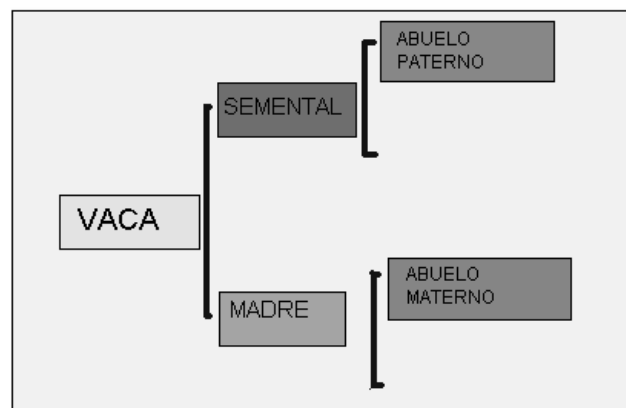 ABUELO
PATERNO
SEMENTAL
VACA
ABUELO
MATERNO
MADRE